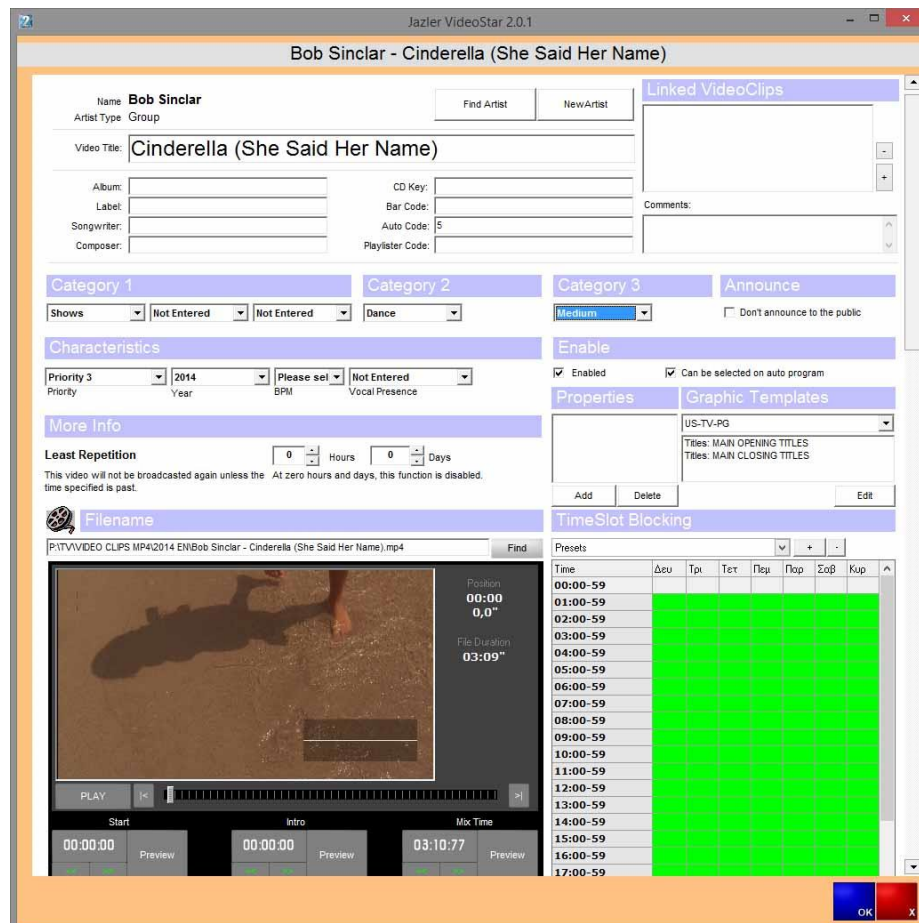 Jazler VideoStar 2.0.1
Bob Sinclar - Cinderella (She Said Her Name)
Name Bob Sinclar
Artist Type Group
Find Artist
NewArtist
Linked VideoClips
Video Title: Cinderella (She Said Her Name)
-
+
Album:
CD Key:
Label:
Bar Code:
Comments:
Songwriter:
Auto Code: 5
Composer:
Playlister Code:
Category 1
Category 2
Category 3
Announce
Shows
Not Entered
Not Entered
Dance
Medium
Don't announce to the public
Characteristics
Enable
Priority 3
2014
Please sel
Not Entered
Priority
Year
BPM
Vocal Presence
Enabled
Can be selected on auto program
Properties
Graphic Templates
More Info
US-TV-PG
Titles: MAIN OPENING TITLES
Titles: MAIN CLOSING TITLES
Least Repetition
0 Hours
0 Days
This video will not be broadcasted again unless the
time specified is past.
At zero hours and days, this function is disabled.
Add
Delete
Edit
Filename
TimeSlot Blocking
P:\TV\VIDEO CLIPS MP4\2014 EN\Bob Sinclar - Cinderella (She Said Her Name).mp4
Find
Presets
+
-
Time Δευ Τρι Τετ Πεμ Παρ Σαβ Κυρ
00:00-59
01:00-59
02:00-59
03:00-59
04:00-59
05:00-59
06:00-59
07:00-59
08:00-59
09:00-59
10:00-59
11:00-59
12:00-59
13:00-59
14:00-59
15:00-59
16:00-59
17:00-59
Position
00:00
0,0"
File Duration
03:09"
PLAY
|<
>|
Start
Intro
Mix Time
00:00:00
Preview
00:00:00
Preview
03:10:77
Preview
<< >>
<< >>
<< >>
OK
X